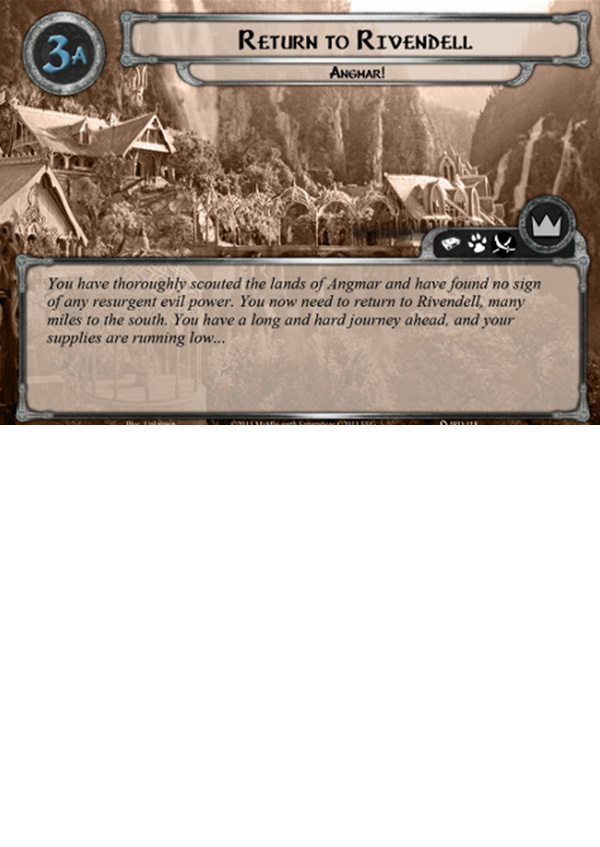 3A
Return to Rivendell
Angmar!
You have thoroughly scouted the lands of Angmar and have found no sign
of any resurgent evil power. You now need to return to Rivendell, many
miles to the south. You have a long and hard journey ahead, and your
supplies are running low...